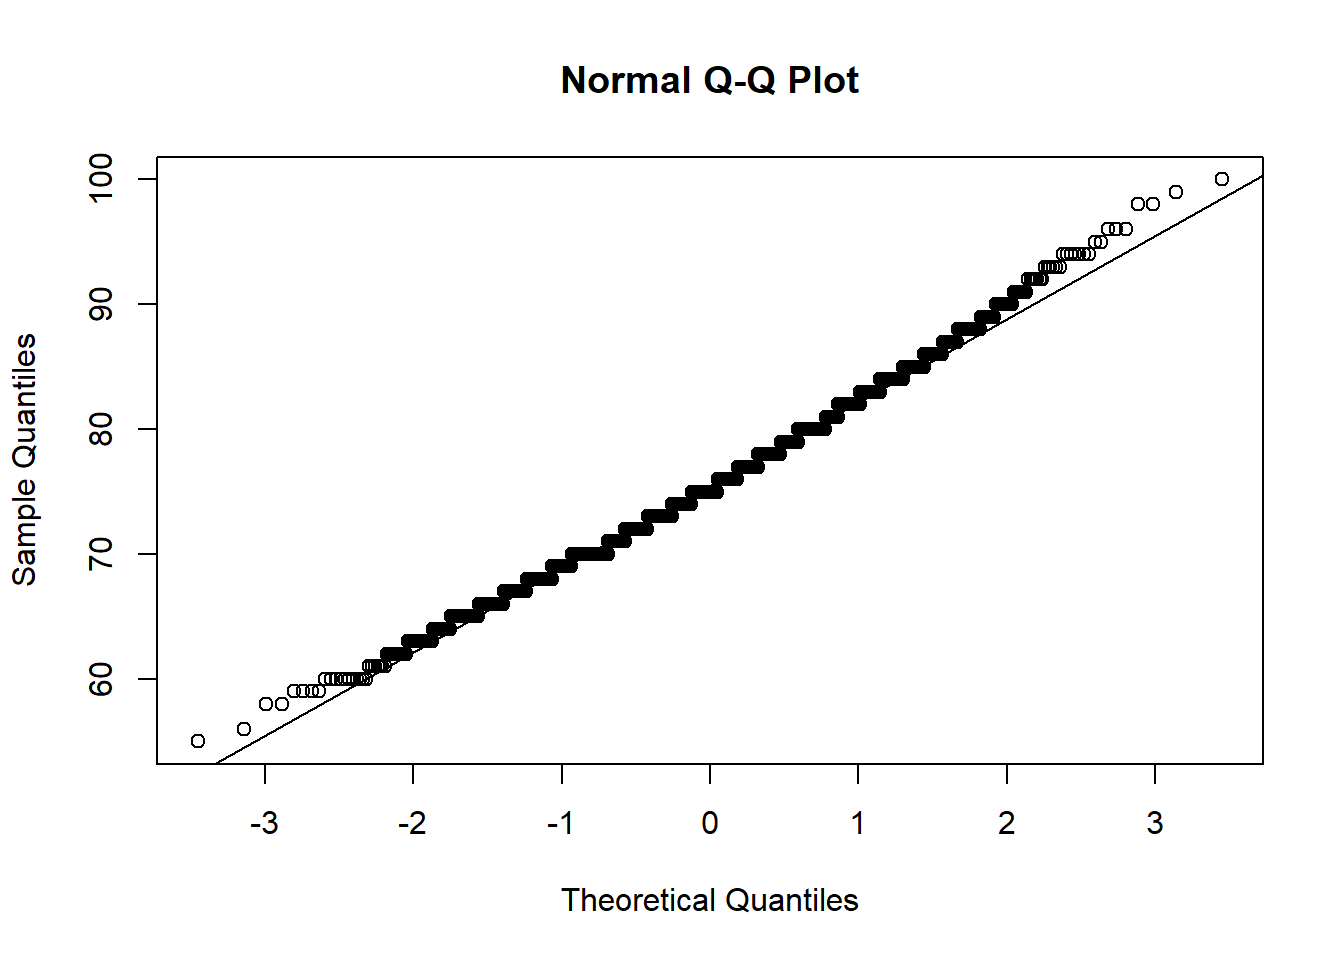 Normal Q-Q Plot
100
90
80
70
60
Sample Quantiles
-3 -2 -1 0 1 2 3
Theoretical Quantiles